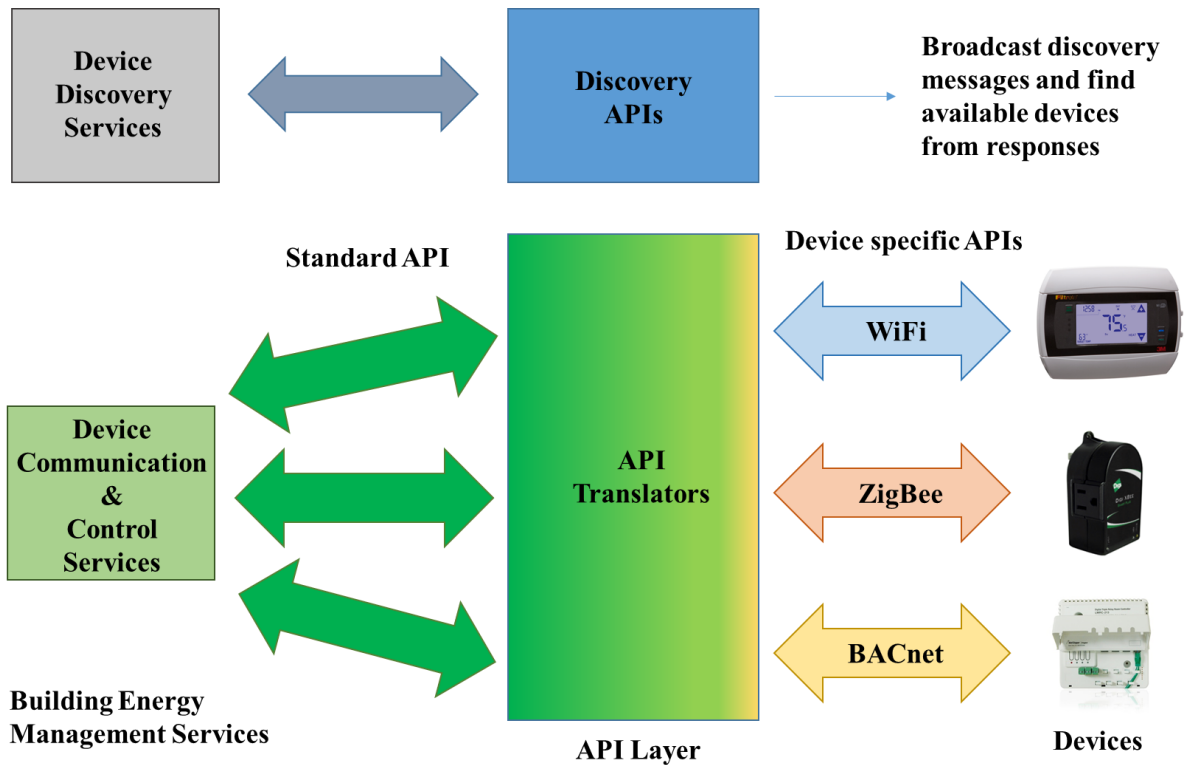 Device
Discovery
Services
Discovery
APIs
Broadcast discovery
messages and find
available devices
from responses
Standard API
Device specific APIs
WiFi
75
Device
Communication
&
Control
Services
API
Translators
ZigBee
BACnet
Building Energy
Management Services
API Layer
Devices